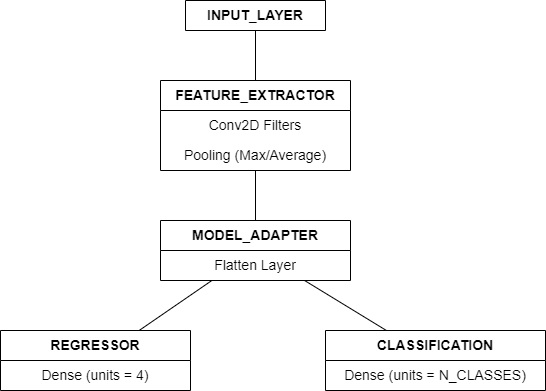 INPUT_LAYER
FEATURE_EXTRACTOR
Conv2D Filters
Pooling (Max/Average)
MODEL_ADAPTER
Flatten Layer
REGRESSOR
Dense (units = 4)
CLASSIFICATION
Dense (units = N_CLASSES)